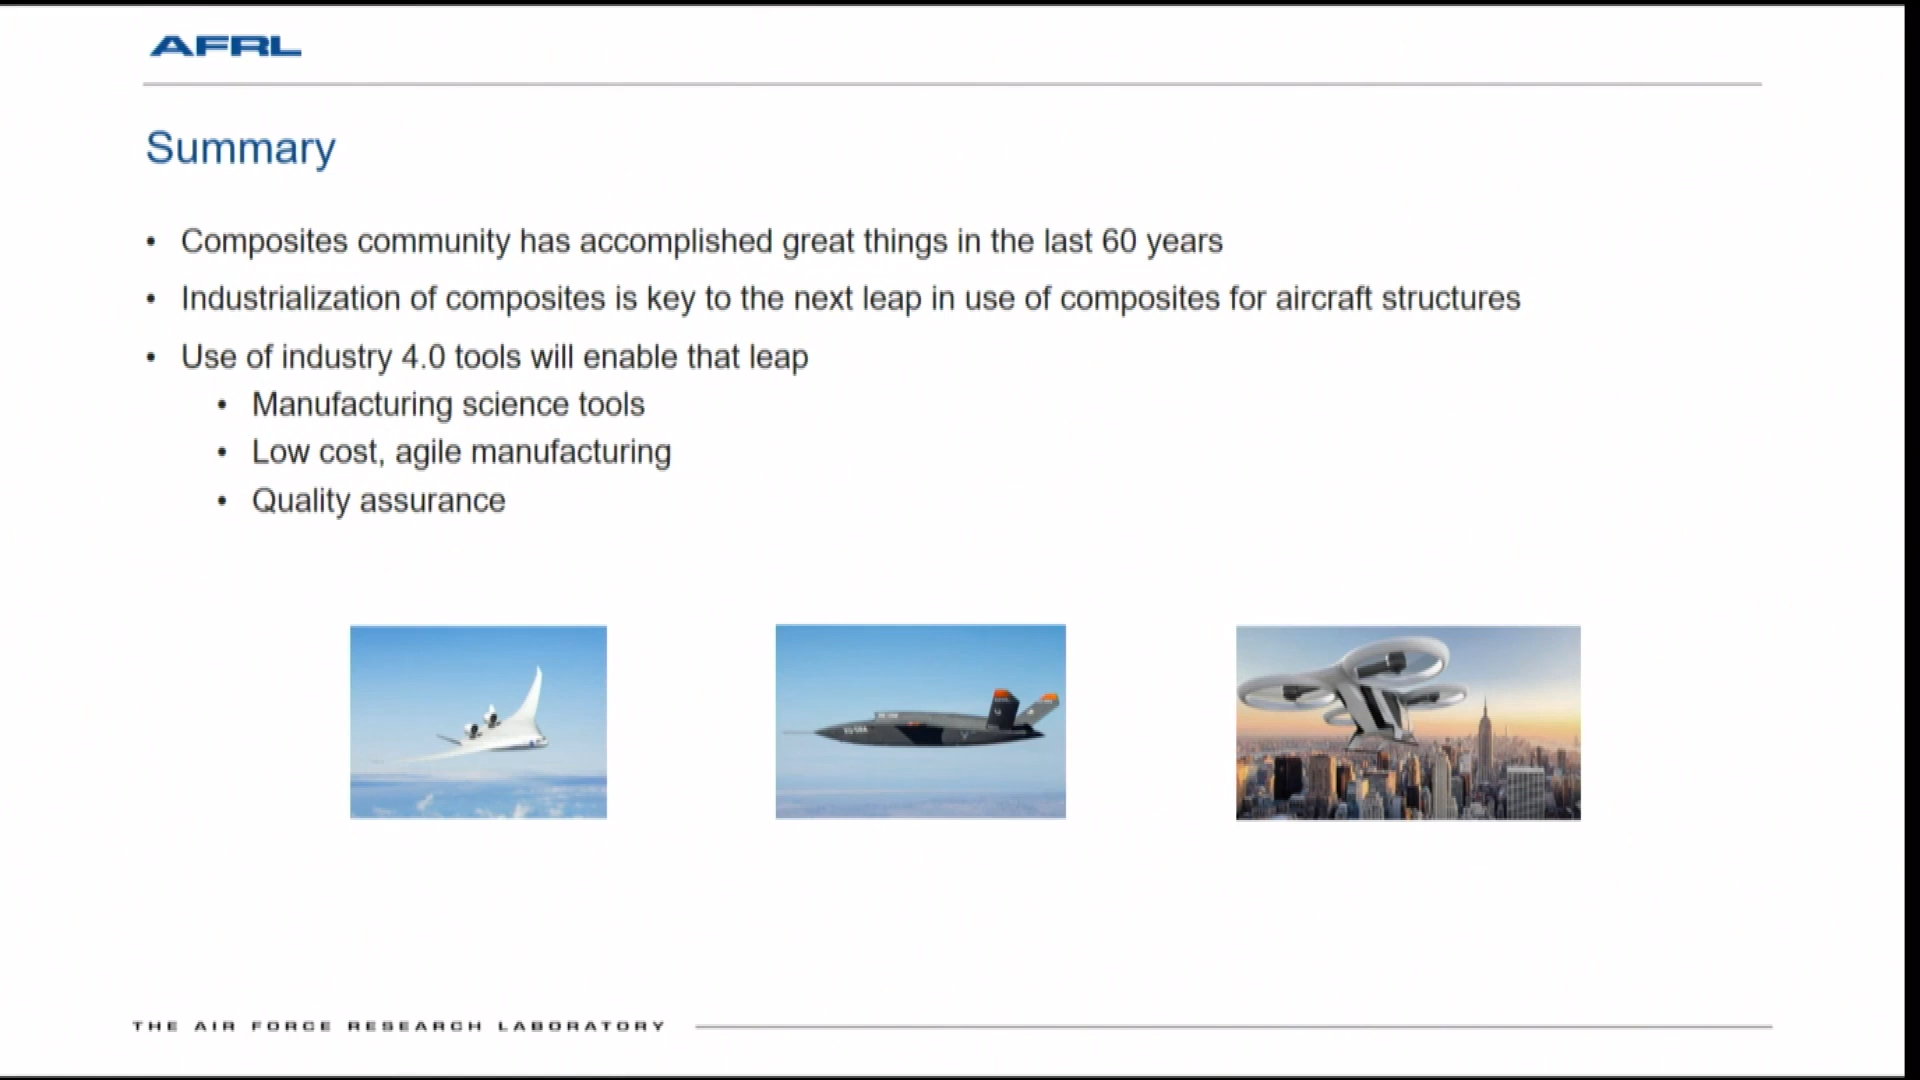 AFRL
Summary
• Composites community has accomplished great things in the last 60 years
• Industrialization of composites is key to the next leap in use of composites for aircraft structures
• Use of industry 4.0 tools will enable that leap
• Manufacturing science tools
• Low cost, agile manufacturing
• Quality assurance
THE AIR FORCE RESEARCH LABORATORY